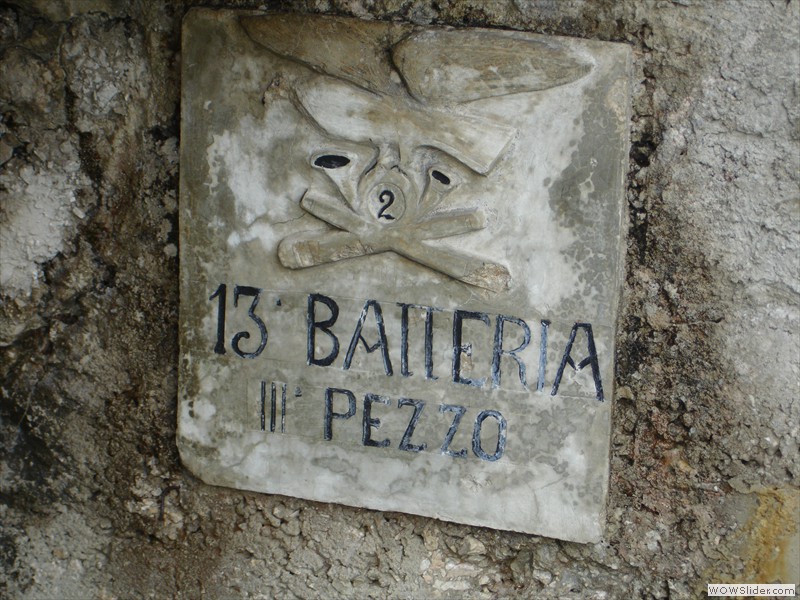 2
13ª BATTERIA
IIIº PEZZO
WOWSlider.com